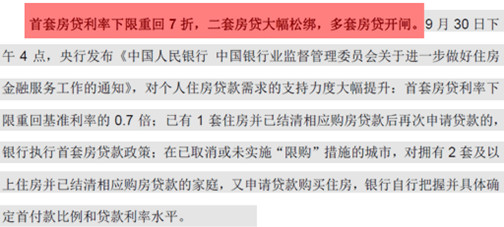 首套房贷利率下限重回 7 折，二套房贷大幅松绑，多套房贷开闸。9 月 30 日下
午 4 点，央行发布《中国人民银行 中国银行业监督管理委员会关于进一步做好住房
金融服务工作的通知》，对个人住房贷款需求的支持力度大幅提升：首套房贷利率下
限重回基准利率的 0.7 倍；已有 1 套住房并已结清相应购房贷款后再次申请贷款的，
银行执行首套房贷款政策；在已取消或未实施“限购”措施的城市，对拥有 2 套及以
上住房并已结清相应购房贷款的家庭，又申请贷款购买住房，银行自行把握并具体确
定首付款比例和贷款利率水平。